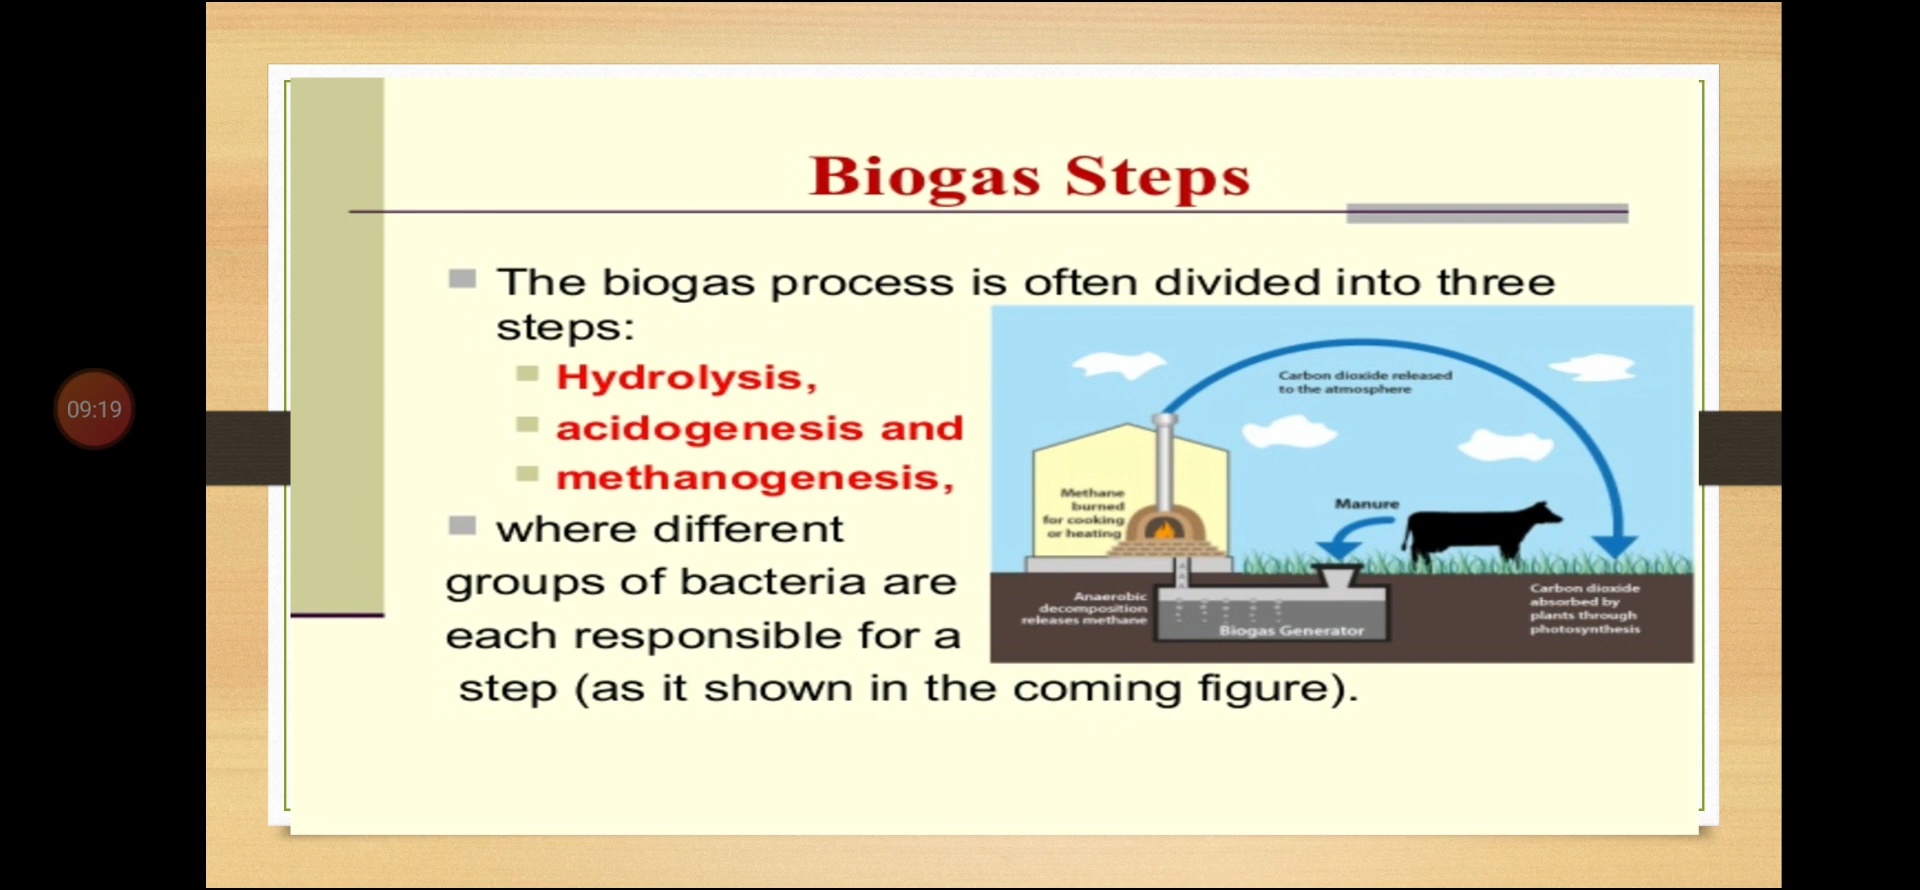 09:19
Biogas Steps
The biogas process is often divided into three
steps:
Hydrolysis,
acidogenesis and
methanogenesis,
where different
groups of bacteria are
each responsible for a
step (as it shown in the coming figure).
Carbon dioxide released
to the atmosphere
Methane
burned
for cooking
or heating
Manure
Anaerobic
decomposition
releases methane
Biogas Generator
Carbon dioxide
absorbed by
plants through
photosynthesis